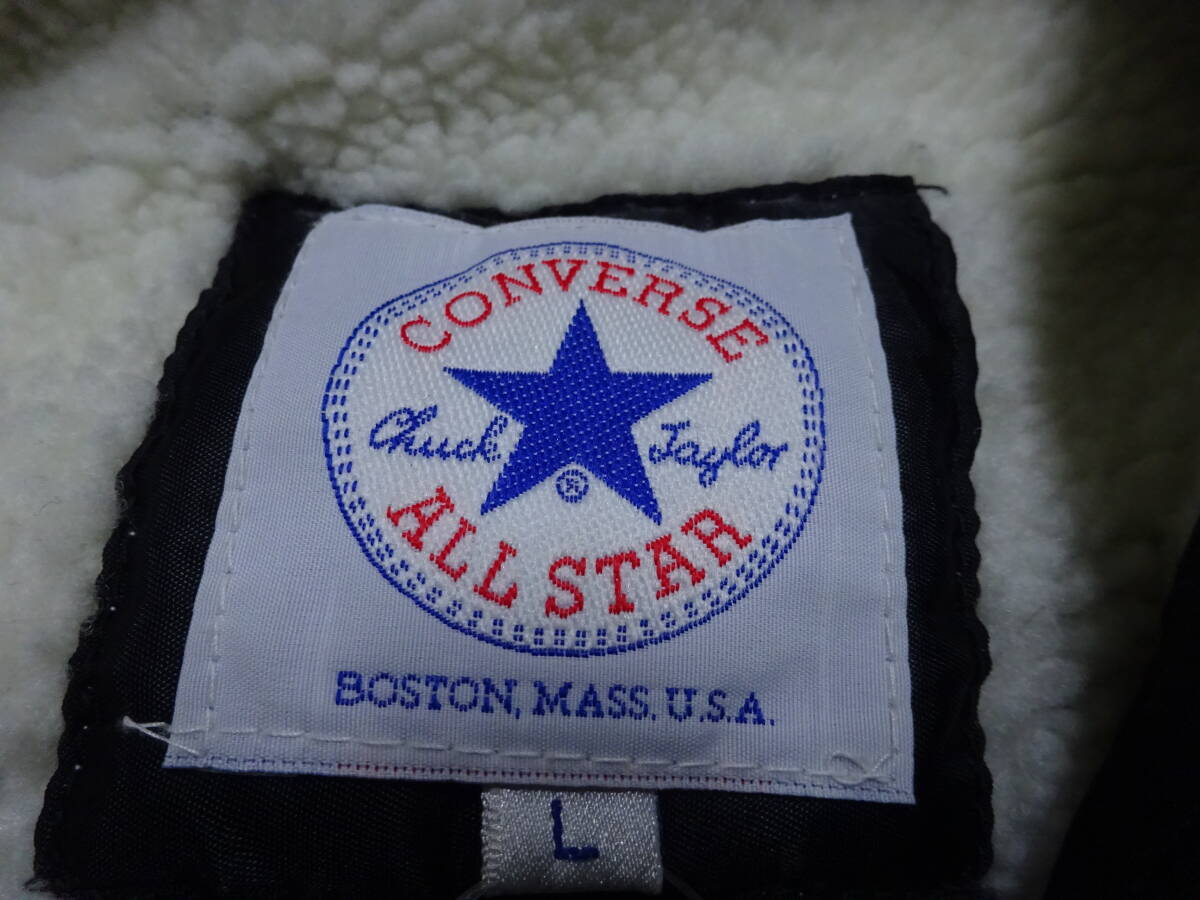 CONVERSE
Chuck Taylor
®
ALL STAR
BOSTON, MASS. U.S.A.
L